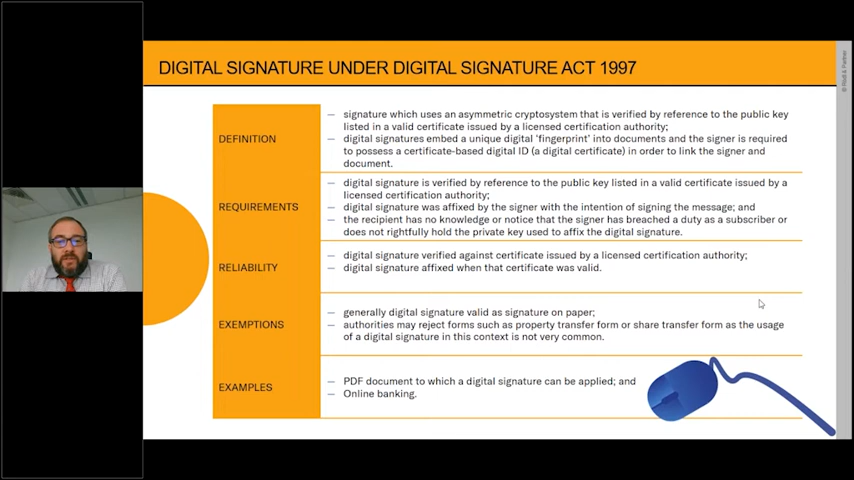 DIGITAL SIGNATURE UNDER DIGITAL SIGNATURE ACT 1997
DEFINITION
– signature which uses an asymmetric cryptosystem that is verified by reference to the public key
listed in a valid certificate issued by a licensed certification authority;
– digital signatures embed a unique digital 'fingerprint' into documents and the signer is required
to possess a certificate-based digital ID (a digital certificate) in order to link the signer and
document.
REQUIREMENTS
– digital signature is verified by reference to the public key listed in a valid certificate issued by a
licensed certification authority;
– digital signature was affixed by the signer with the intention of signing the message; and
– the recipient has no knowledge or notice that the signer has breached a duty as a subscriber or
does not rightfully hold the private key used to affix the digital signature.
RELIABILITY
– digital signature verified against certificate issued by a licensed certification authority;
– digital signature affixed when that certificate was valid.
EXEMPTIONS
– generally digital signature valid as signature on paper;
– authorities may reject forms such as property transfer form or share transfer form as the usage
of a digital signature in this context is not very common.
EXAMPLES
– PDF document to which a digital signature can be applied; and
– Online banking.
© Rödl & Partner